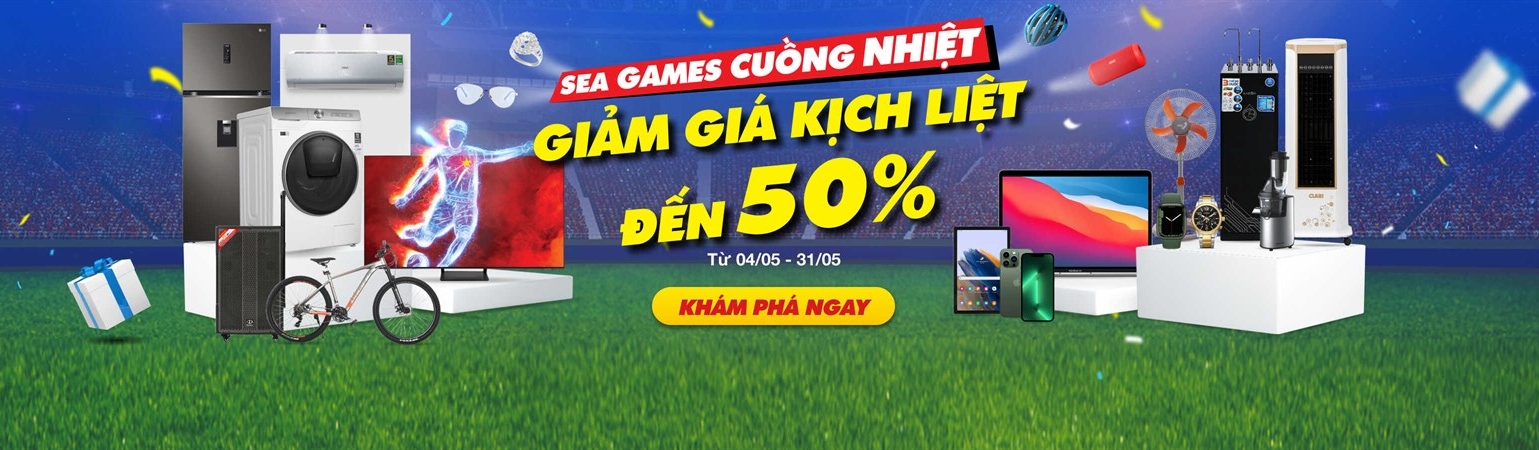 SEA GAMES CUỒNG NHIỆT
GIẢM GIÁ KỊCH LIỆT
ĐẾN 50%
Từ 04/05 - 31/05
KHÁM PHÁ NGAY